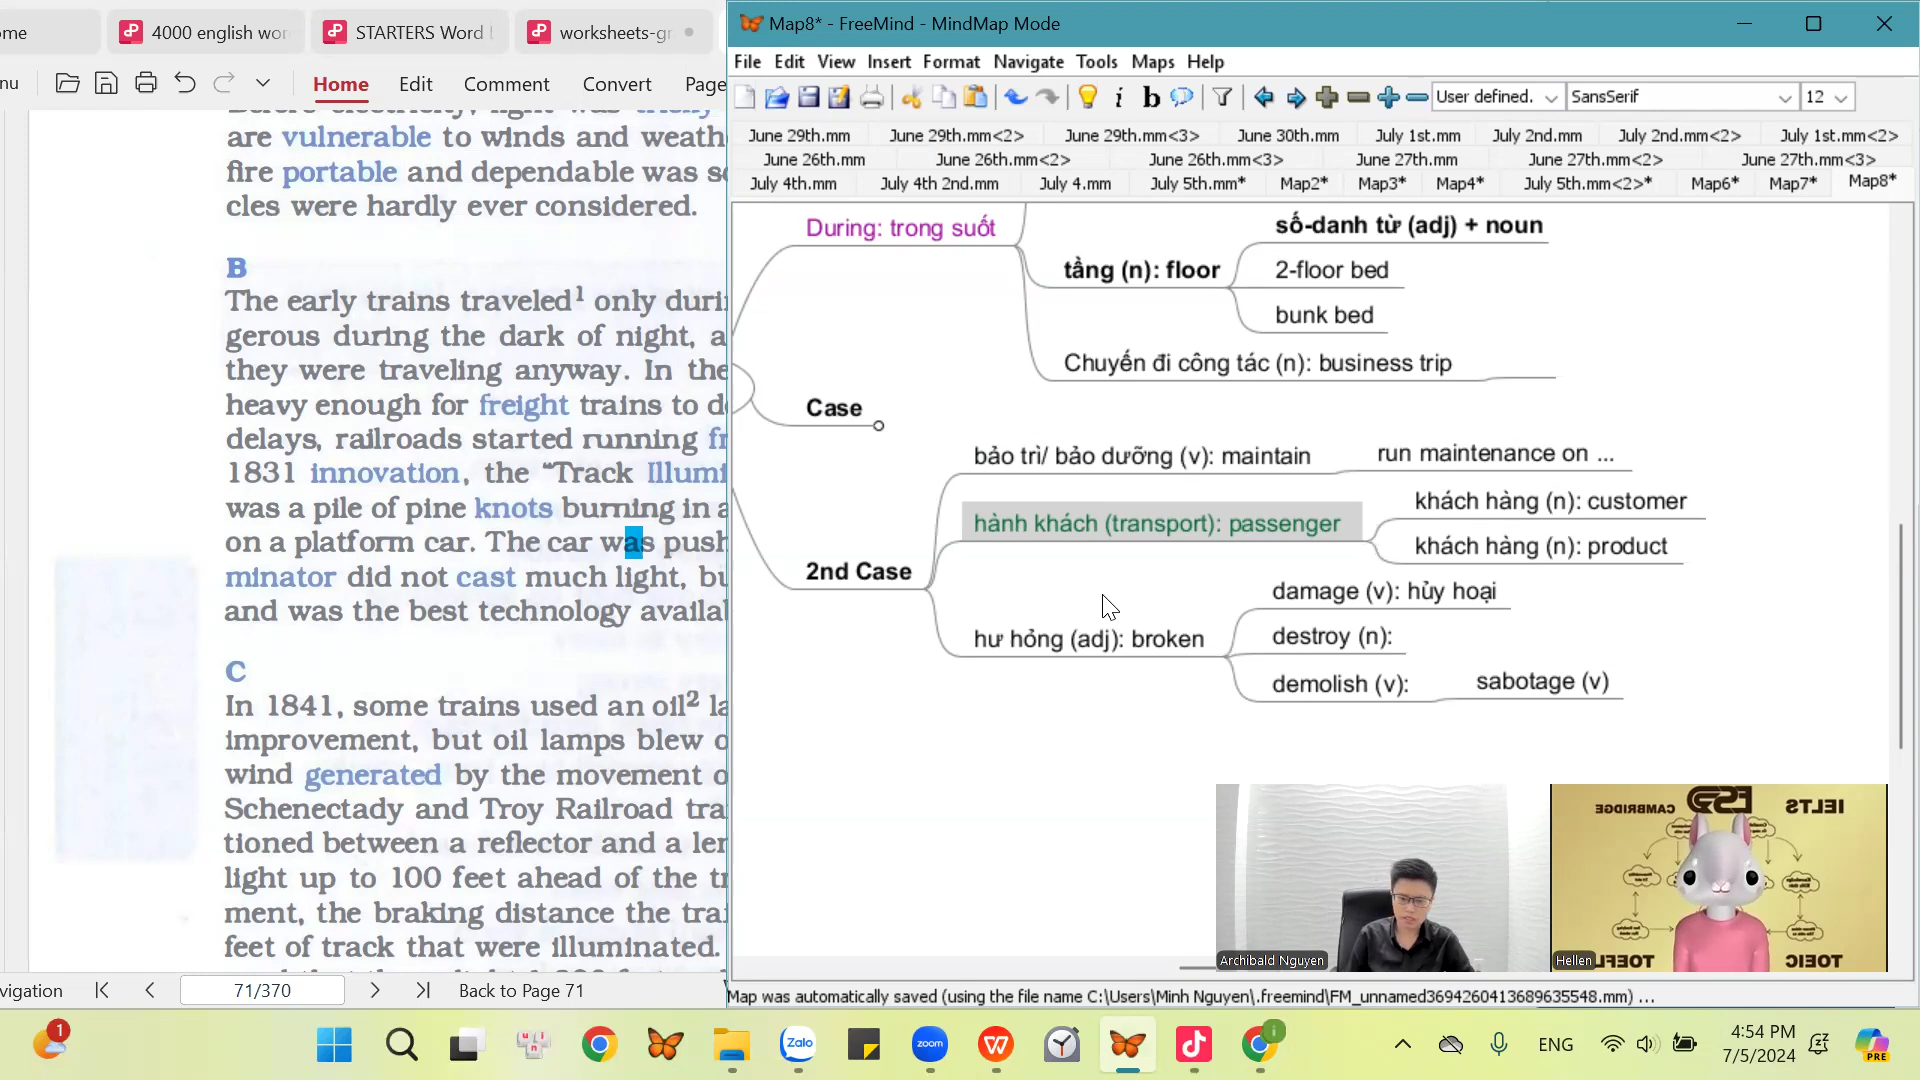 ome
4000 english wor
STARTERS Word L
worksheets-gr
nu
Home
Edit
Comment
Convert
Page
are vulnerable to winds and weath
fire portable and dependable was s
cles were hardly ever considered.
B
The early trains traveled1 only duri
gerous during the dark of night, a
they were traveling anyway. In the
heavy enough for freight trains to d
delays, railroads started running fr
1831 innovation, the “Track Illumi
was a pile of pine knots burning in a
on a platform car. The car was push
minator did not cast much light, bu
and was the best technology availal
C
In 1841, some trains used an oil2 la
improvement, but oil lamps blew o
wind generated by the movement o
Schenectady and Troy Railroad trai
tioned between a reflector and a len
light up to 100 feet ahead of the tr
ment, the braking distance the trai
feet of track that were illuminated.
vigation
71/370
Back to Page 71
Map8* - FreeMind - MindMap Mode
File Edit View Insert Format Navigate Tools Maps Help
User defined.
SansSerif
12
June 29th.mm
June 29th.mm<2>
June 29th.mm<3>
June 30th.mm
July 1st.mm
July 2nd.mm
July 2nd.mm<2>
July 1st.mm<2>
June 26th.mm
June 26th.mm<2>
June 26th.mm<3>
June 27th.mm
June 27th.mm<2>
June 27th.mm<3>
July 4th.mm
July 4th 2nd.mm
July 4.mm
July 5th.mm*
Map2*
Map3*
Map4*
July 5th.mm<2>*
Map6*
Map7*
Map8*
During: trong suốt
số-danh từ (adj) + noun
tầng (n): floor
2-floor bed
bunk bed
Chuyến đi công tác (n): business trip
Case
bảo trì/ bảo dưỡng (v): maintain
run maintenance on ...
hành khách (transport): passenger
khách hàng (n): customer
khách hàng (n): product
2nd Case
hư hỏng (adj): broken
damage (v): hủy hoại
destroy (n):
demolish (v):
sabotage (v)
Archibald Nguyen
CAMBRIDGE
IELTS
TOEFL
TOEIC
Hellen
Map was automatically saved (using the file name C:\Users\Minh Nguyen\.freemind\FM_unnamed3694260413689635548.mm) ...
1
Zalo
zoom
ENG
4:54 PM
7/5/2024
PRE